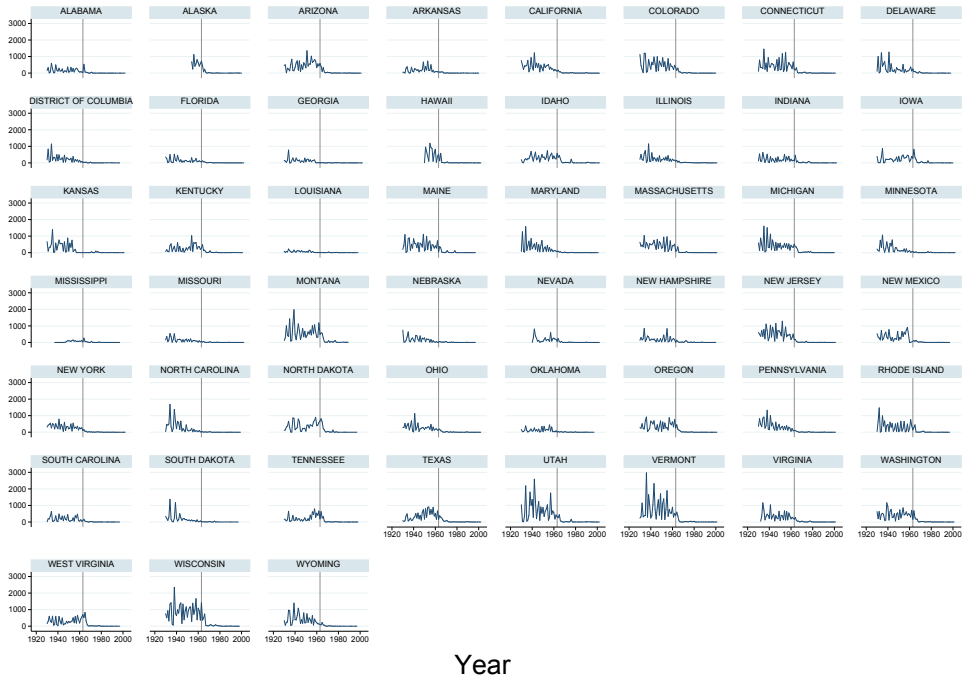 ALABAMA ALASKA ARIZONA ARKANSAS CALIFORNIA COLORADO CONNECTICUT DELAWARE
3000
2000
1000
0
DISTRICT OF COLUMBIA FLORIDA GEORGIA HAWAII IDAHO ILLINOIS INDIANA IOWA
3000
2000
1000
0
KANSAS KENTUCKY LOUISIANA MAINE MARYLAND MASSACHUSETTS MICHIGAN MINNESOTA
3000
2000
1000
0
MISSISSIPPI MISSOURI MONTANA NEBRASKA NEVADA NEW HAMPSHIRE NEW JERSEY NEW MEXICO
3000
2000
1000
0
NEW YORK NORTH CAROLINA NORTH DAKOTA OHIO OKLAHOMA OREGON PENNSYLVANIA RHODE ISLAND
3000
2000
1000
0
SOUTH CAROLINA SOUTH DAKOTA TENNESSEE TEXAS UTAH VERMONT VIRGINIA WASHINGTON
3000
2000
1000
0
1920 1940 1960 1980 2000 1920 1940 1960 1980 2000 1920 1940 1960 1980 2000 1920 1940 1960 1980 2000 1920 1940 1960 1980 2000
WEST VIRGINIA WISCONSIN WYOMING
3000
2000
1000
0
1920 1940 1960 1980 2000 1920 1940 1960 1980 2000 1920 1940 1960 1980 2000
Year